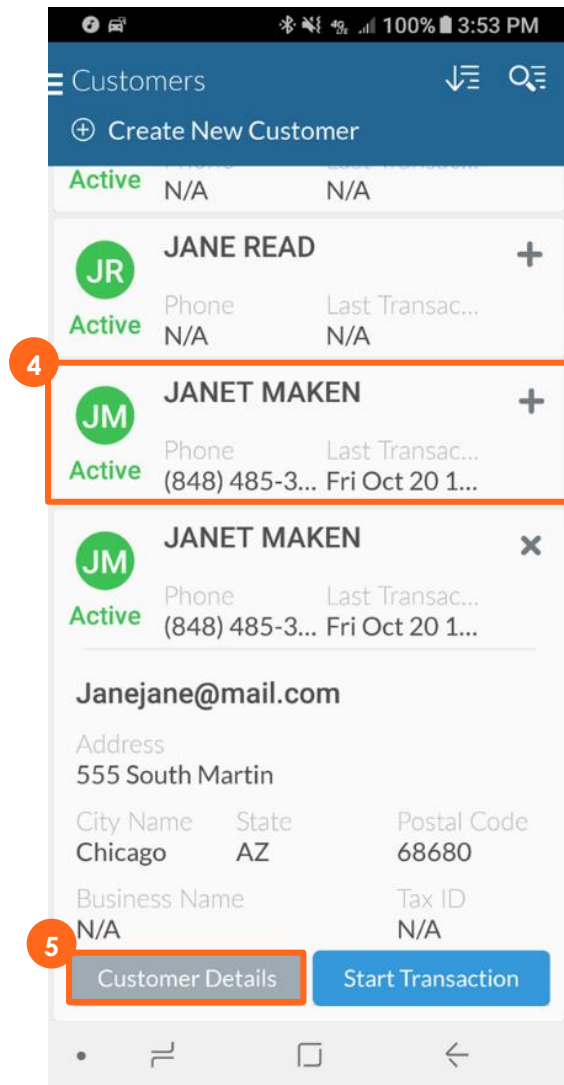 4G LTE 100% 3:53 PM
Customers
Create New Customer
Active N/A N/A
JR JANE READ
Phone Last Transac...
Active N/A N/A
4
JM JANET MAKEN
Phone Last Transac...
Active (848) 485-3... Fri Oct 20 1...
JM JANET MAKEN
Phone Last Transac...
Active (848) 485-3... Fri Oct 20 1...
Janejane@mail.com
Address
555 South Martin
City Name State Postal Code
Chicago AZ 68680
Business Name Tax ID
N/A N/A
5
Customer Details Start Transaction